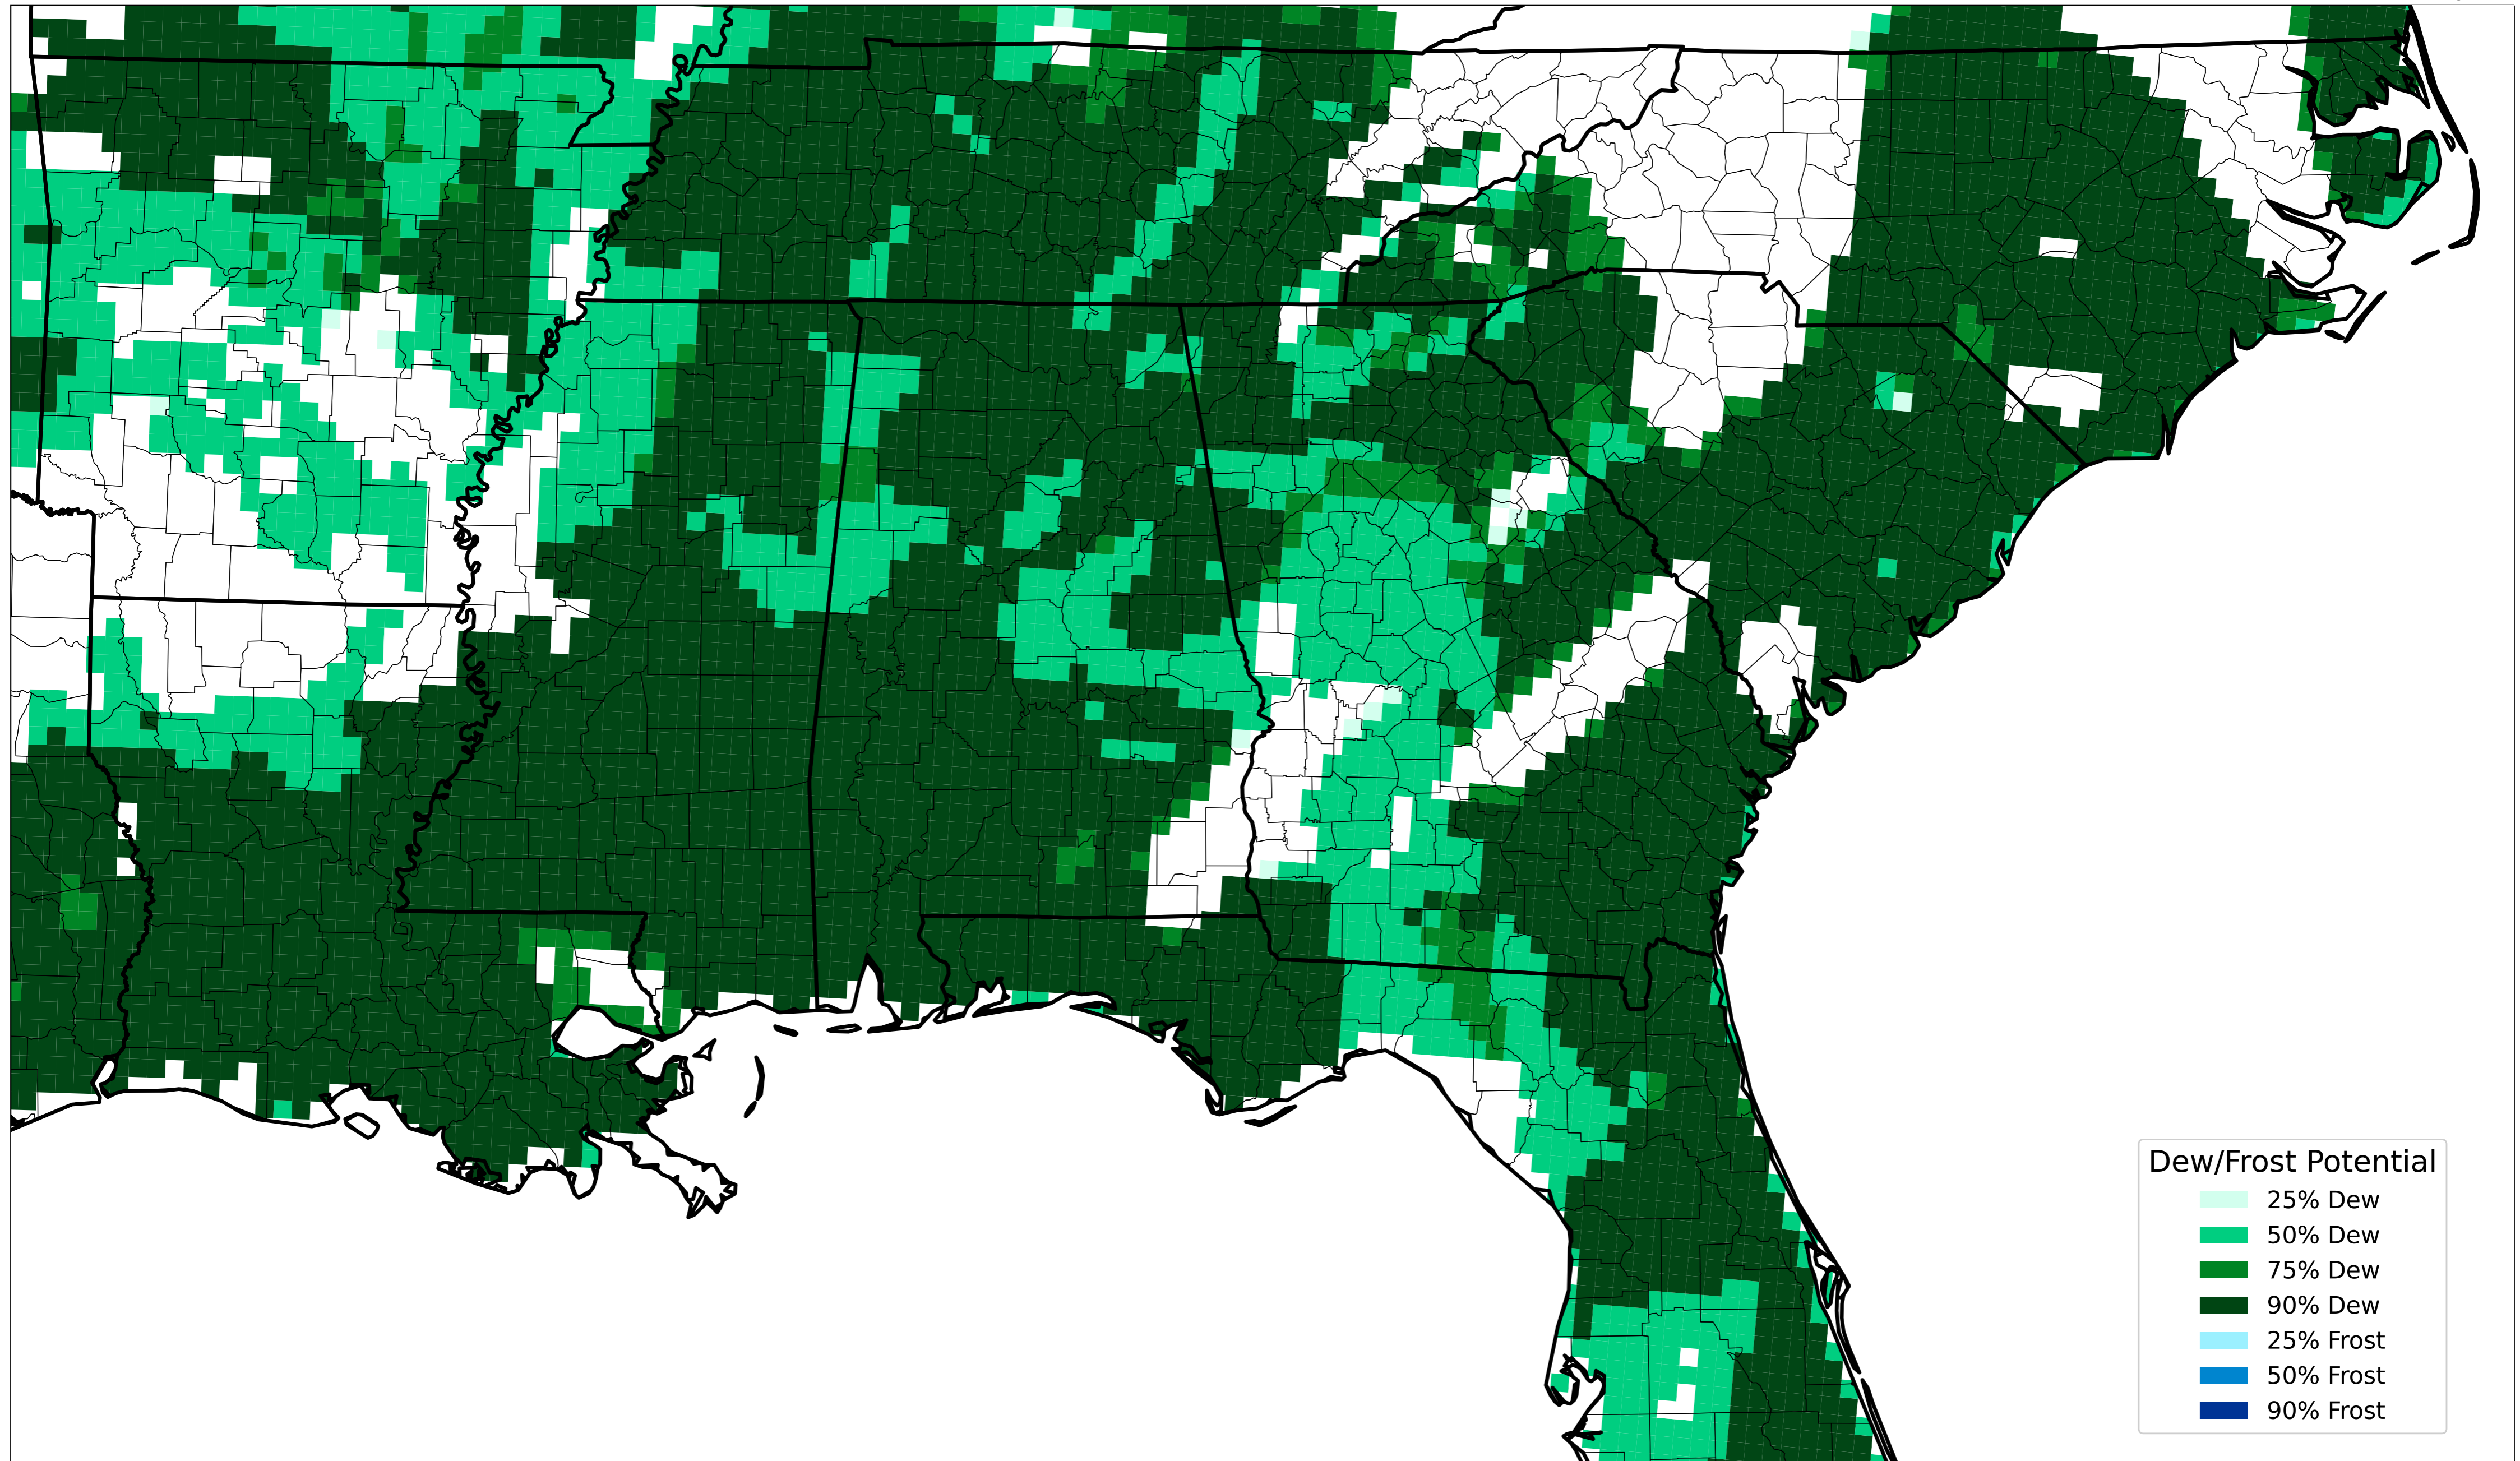 Dew/Frost Potential
25% Dew
50% Dew
75% Dew
90% Dew
25% Frost
50% Frost
90% Frost